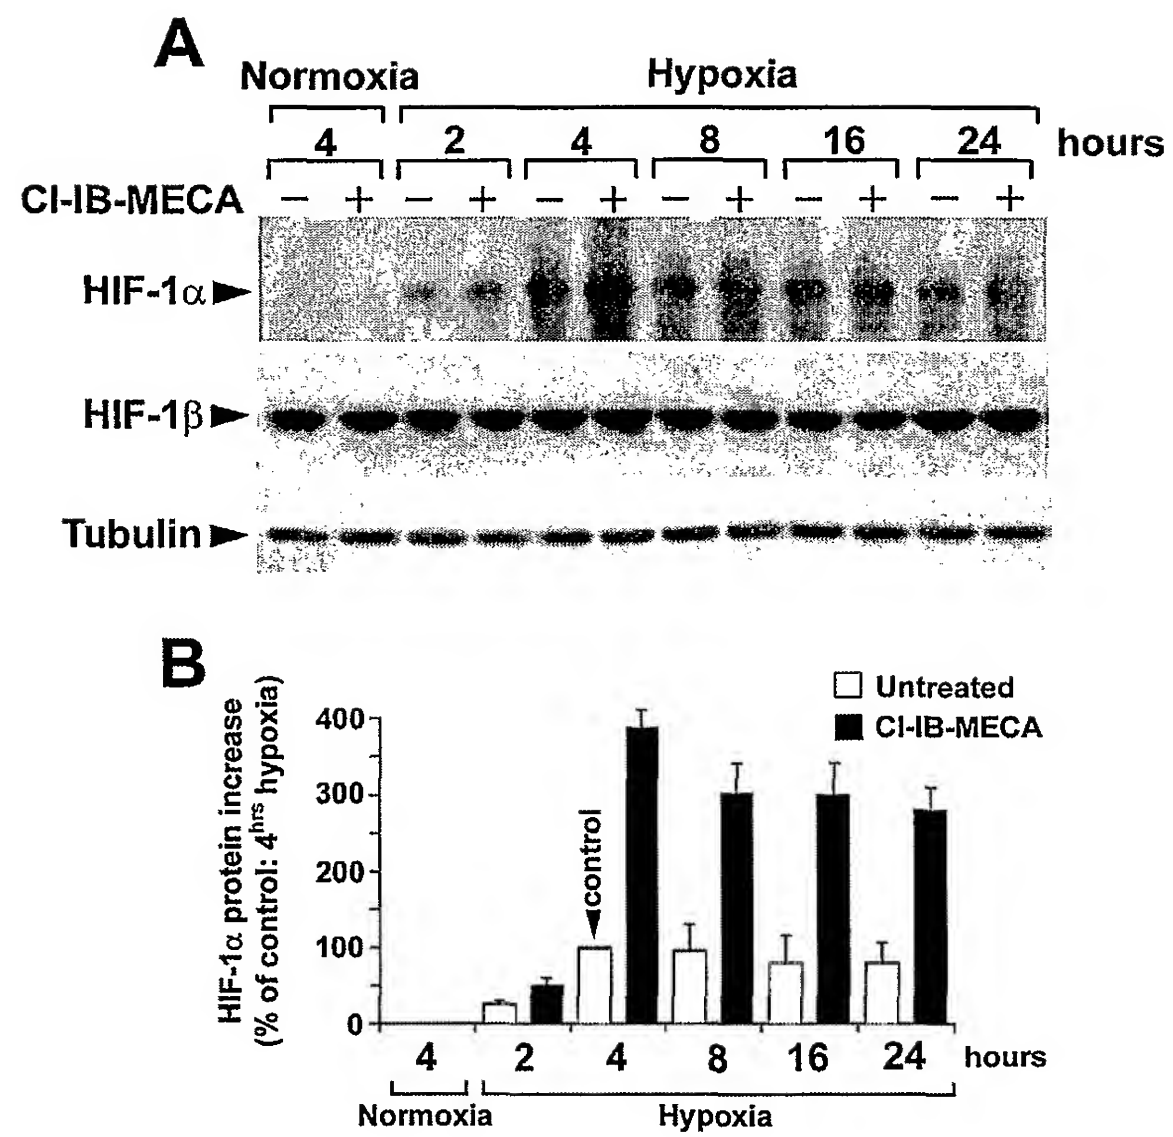 A
Normoxia Hypoxia
4 2 4 8 16 24 hours
Cl-IB-MECA − + − + − + − + − + − +
HIF-1α
HIF-1β
Tubulin
B
Untreated
Cl-IB-MECA
HIF-1α protein increase
(% of control: 4hrs hypoxia)
400
300
200
100
0
control
4 2 4 8 16 24 hours
Normoxia Hypoxia